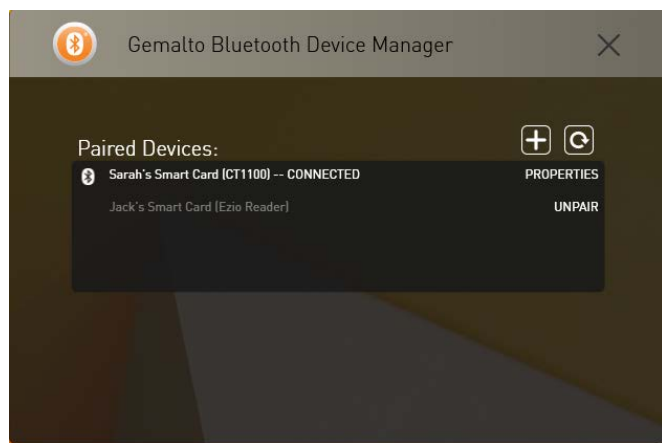 Gemalto Bluetooth Device Manager
Paired Devices:
Sarah's Smart Card (CT1100) -- CONNECTED PROPERTIES
Jack's Smart Card (Ezio Reader) UNPAIR